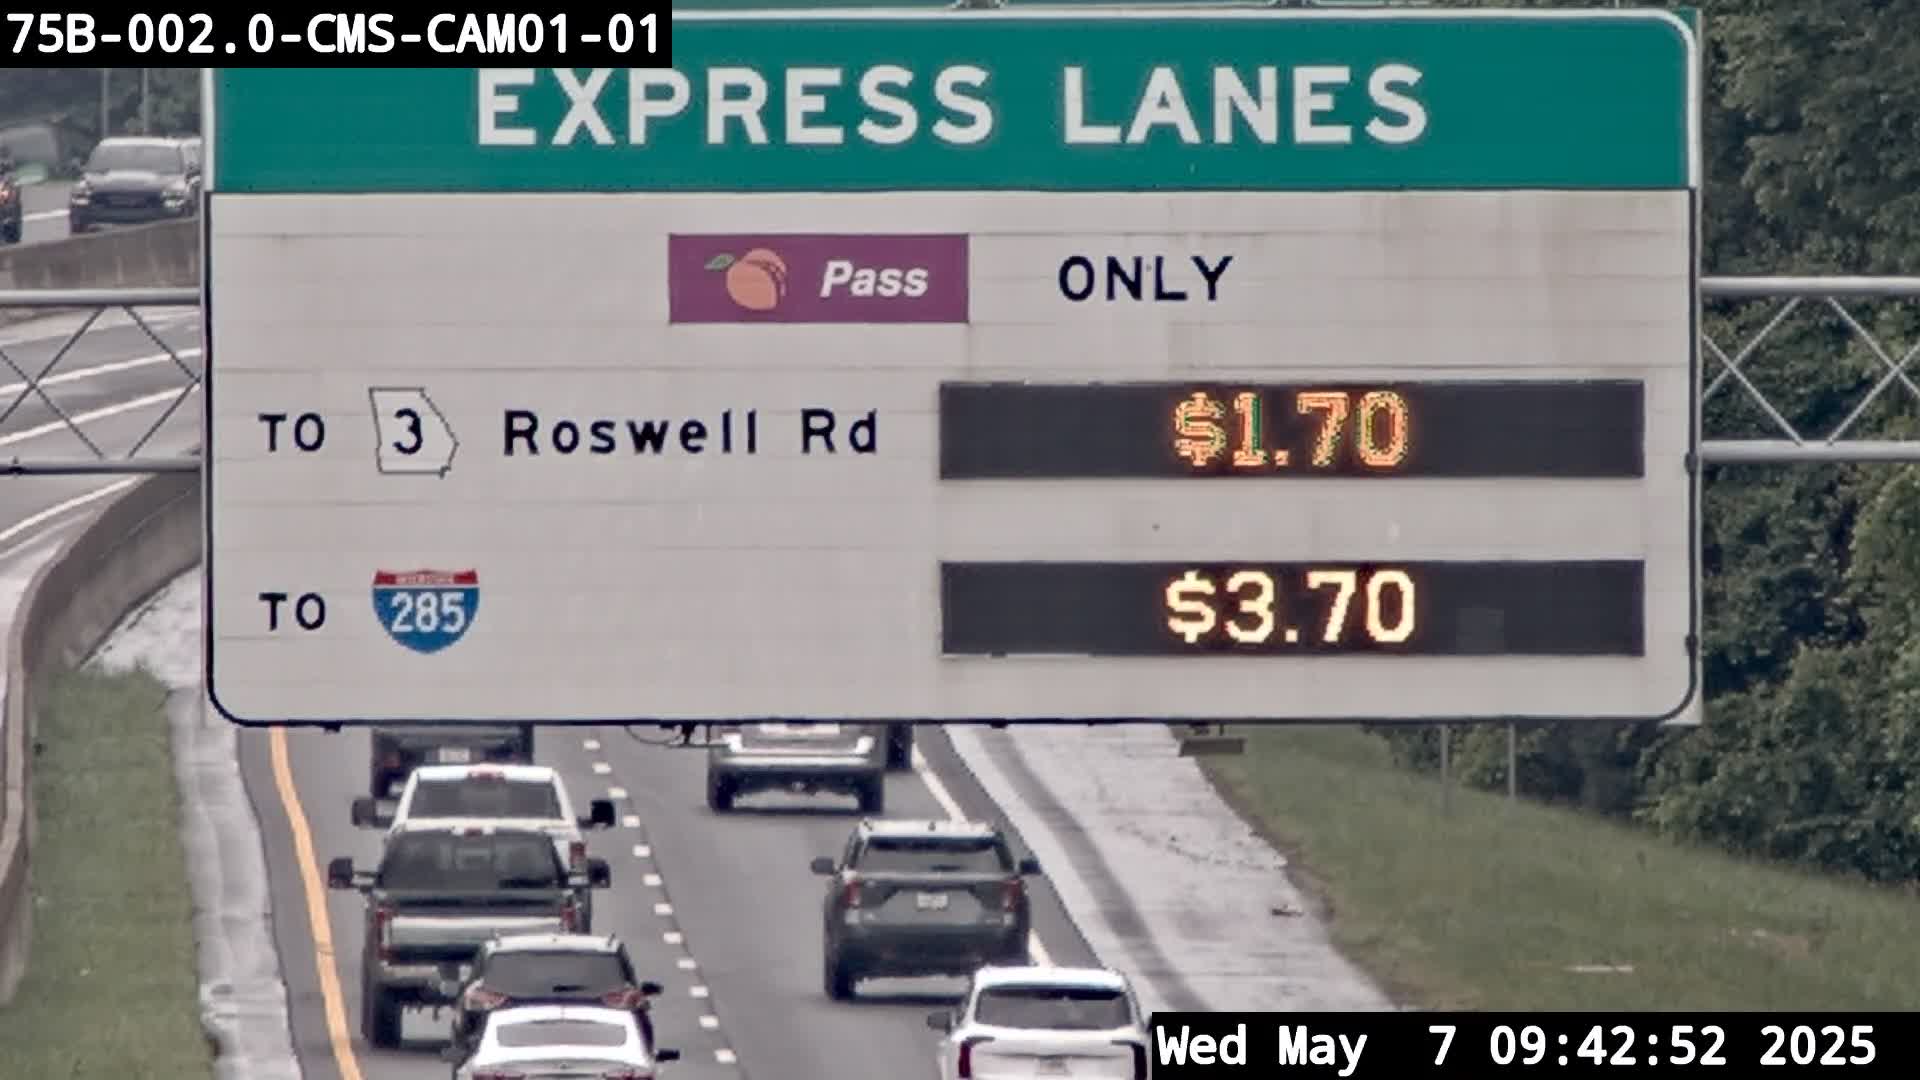 75B-002.0-CMS-CAM01-01
EXPRESS LANES
Pass ONLY
TO 3 Roswell Rd $1.70
TO INTERSTATE 285 $3.70
Wed May 7 09:42:52 2025